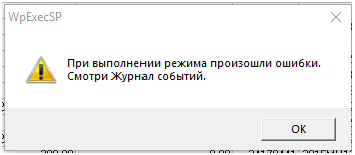 WpExecSP
При выполнении режима произошли ошибки.
Смотри Журнал событий.
OK